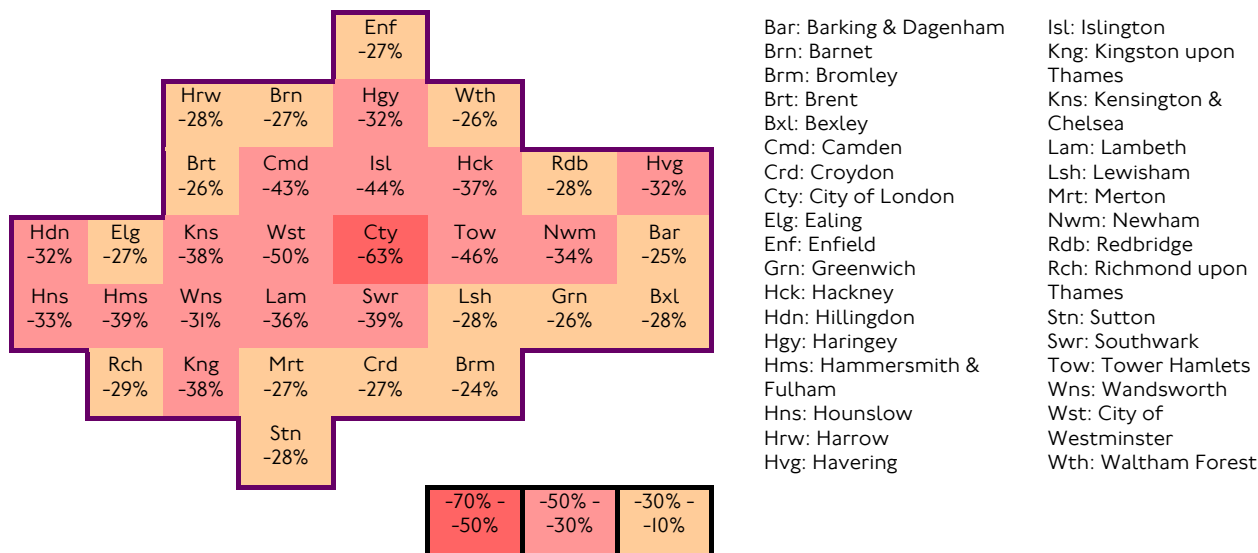 Enf
-27%
Hrw Brn Hgy Wth
-28% -27% -32% -26%
Brt Cmd Isl Hck Rdb Hvg
-26% -43% -44% -37% -28% -32%
Hdn Elg Kns Wst Cty Tow Nwm Bar
-32% -27% -38% -50% -63% -46% -34% -25%
Hns Hms Wns Lam Swr Lsh Grn Bxl
-33% -39% -31% -36% -39% -28% -26% -28%
Rch Kng Mrt Crd Brm
-29% -38% -27% -27% -24%
Stn
-28%
-70% - -50% - -30% -
-50% -30% -10%
Bar: Barking & Dagenham
Brn: Barnet
Brm: Bromley
Brt: Brent
Bxl: Bexley
Cmd: Camden
Crd: Croydon
Cty: City of London
Elg: Ealing
Enf: Enfield
Grn: Greenwich
Hck: Hackney
Hdn: Hillingdon
Hgy: Haringey
Hms: Hammersmith &
Fulham
Hns: Hounslow
Hrw: Harrow
Hvg: Havering
Isl: Islington
Kng: Kingston upon
Thames
Kns: Kensington &
Chelsea
Lam: Lambeth
Lsh: Lewisham
Mrt: Merton
Nwm: Newham
Rdb: Redbridge
Rch: Richmond upon
Thames
Stn: Sutton
Swr: Southwark
Tow: Tower Hamlets
Wns: Wandsworth
Wst: City of
Westminster
Wth: Waltham Forest